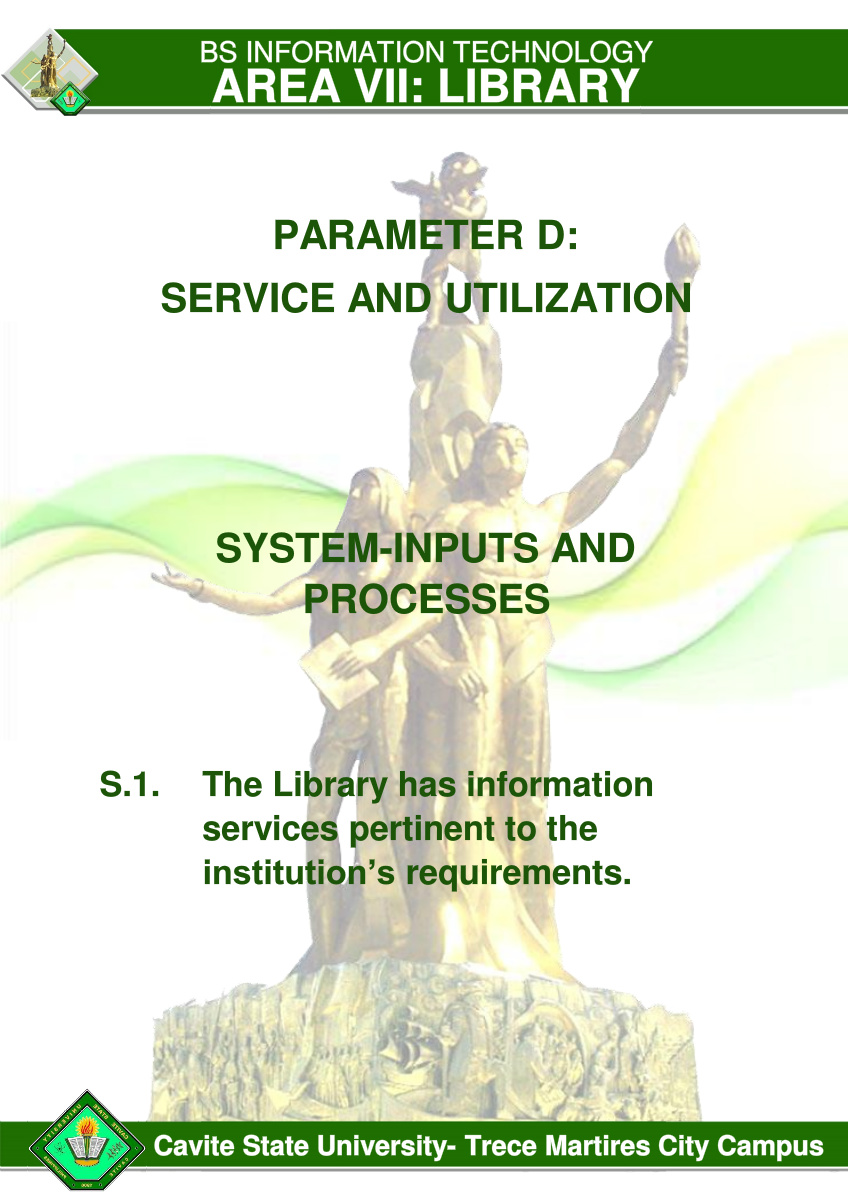 BS INFORMATION TECHNOLOGY
AREA VII: LIBRARY
PARAMETER D:
SERVICE AND UTILIZATION
SYSTEM-INPUTS AND
PROCESSES
S.1. The Library has information
services pertinent to the
institution's requirements.
Cavite State University- Trece Martires City Campus